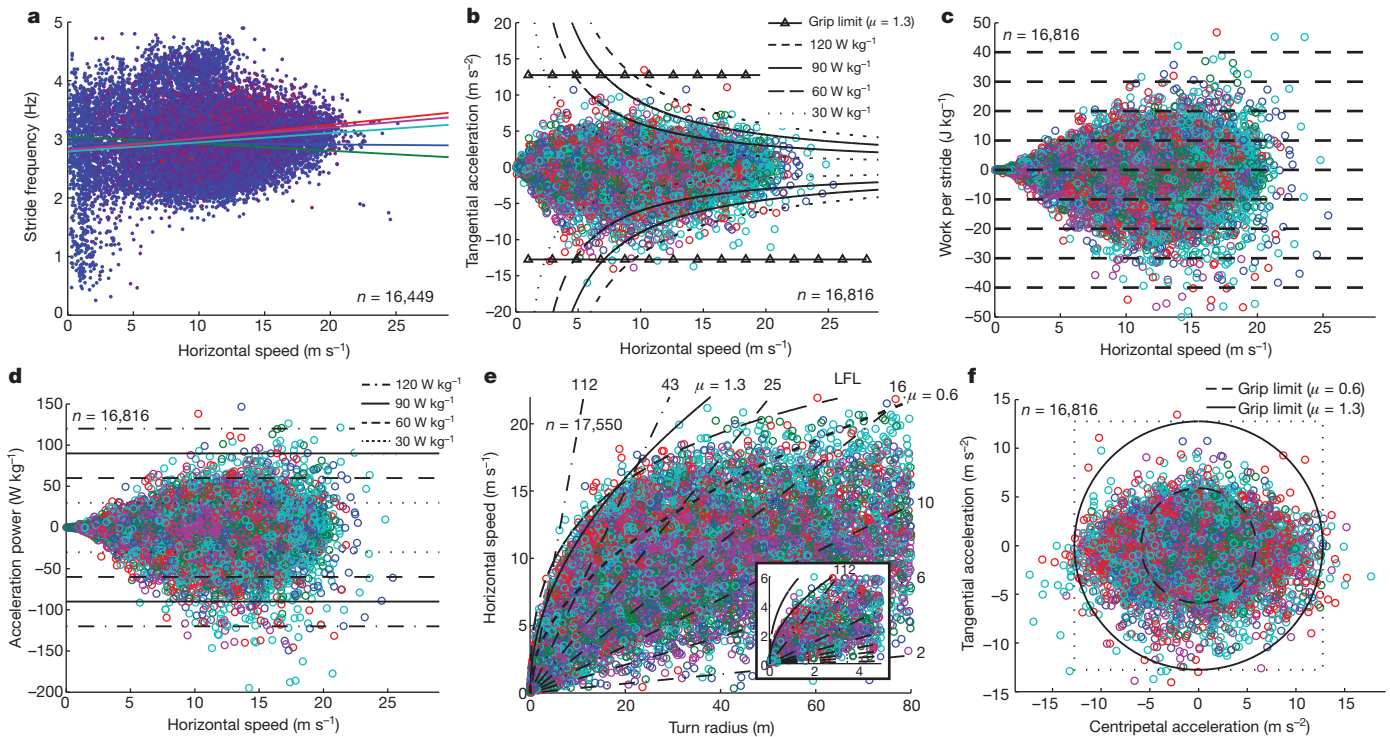 a
Stride frequency (Hz)
5
4
3
2
1
0
0 5 10 15 20 25
n = 16,449
Horizontal speed (m s⁻¹)
b
Tangential acceleration (m s⁻²)
20
15
10
5
0
−5
−10
−15
−20
0 5 10 15 20 25
Grip limit (μ = 1.3)
120 W kg⁻¹
90 W kg⁻¹
60 W kg⁻¹
30 W kg⁻¹
n = 16,816
Horizontal speed (m s⁻¹)
c
Work per stride (J kg⁻¹)
50
40
30
20
10
0
−10
−20
−30
−40
−50
0 5 10 15 20 25
n = 16,816
Horizontal speed (m s⁻¹)
d
Acceleration power (W kg⁻¹)
150
100
50
0
−50
−100
−150
−200
0 5 10 15 20 25
120 W kg⁻¹
90 W kg⁻¹
60 W kg⁻¹
30 W kg⁻¹
n = 16,816
Horizontal speed (m s⁻¹)
e
112 43 μ = 1.3 25 LFL 16 μ = 0.6
n = 17,550
Horizontal speed (m s⁻¹)
20
15
10
5
0
0 20 40 60 80
10
6
2
112
6
4
2
0
0 2 4
Turn radius (m)
f
Grip limit (μ = 0.6)
Grip limit (μ = 1.3)
n = 16,816
Tangential acceleration (m s⁻²)
15
10
5
0
−5
−10
−15
−15 −10 −5 0 5 10 15
Centripetal acceleration (m s⁻²)